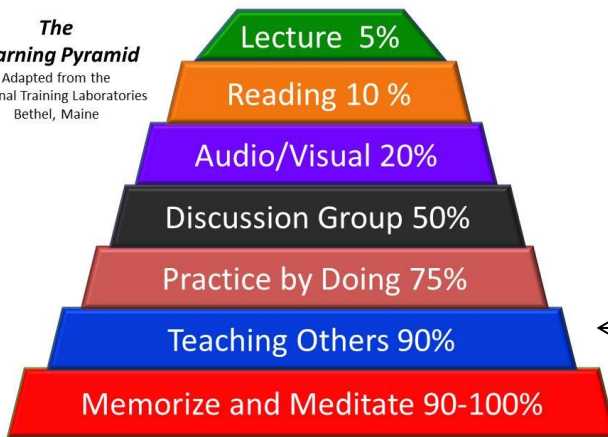 The
arning Pyramid
Adapted from the
nal Training Laboratories
Bethel, Maine
Lecture 5%
Reading 10 %
Audio/Visual 20%
Discussion Group 50%
Practice by Doing 75%
Teaching Others 90%
Memorize and Meditate 90-100%